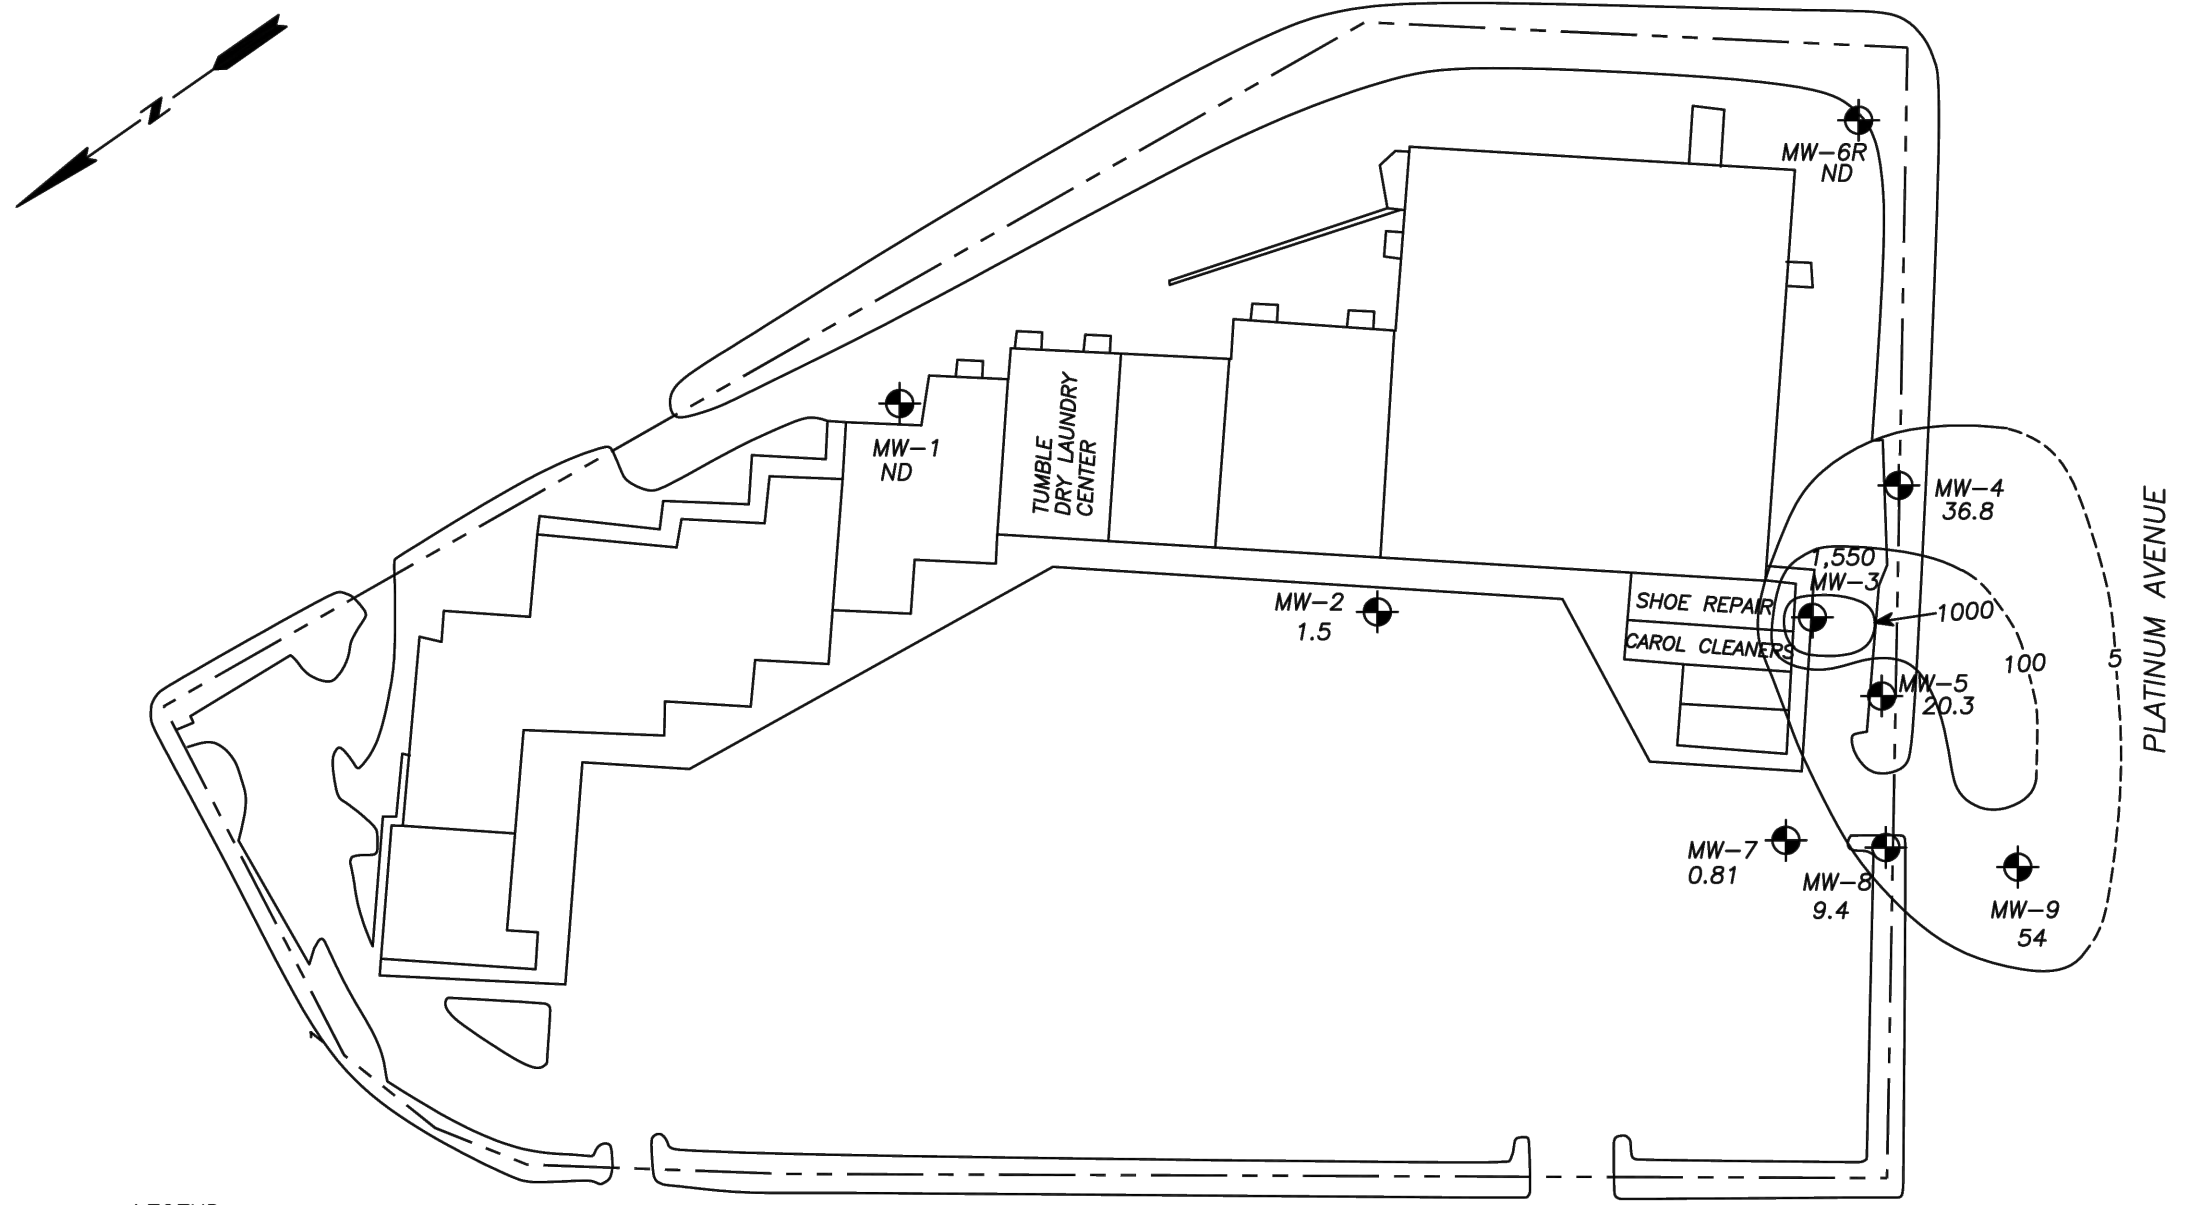 N
MW-6R
ND
MW-1
ND
TUMBLE
DRY LAUNDRY
CENTER
MW-4
36.8
PLATINUM AVENUE
1,550
MW-3
MW-2
1.5
SHOE REPAIR
1000
CAROL CLEANERS
100
5
MW-5
20.3
MW-7
0.81
MW-8
9.4
MW-9
54